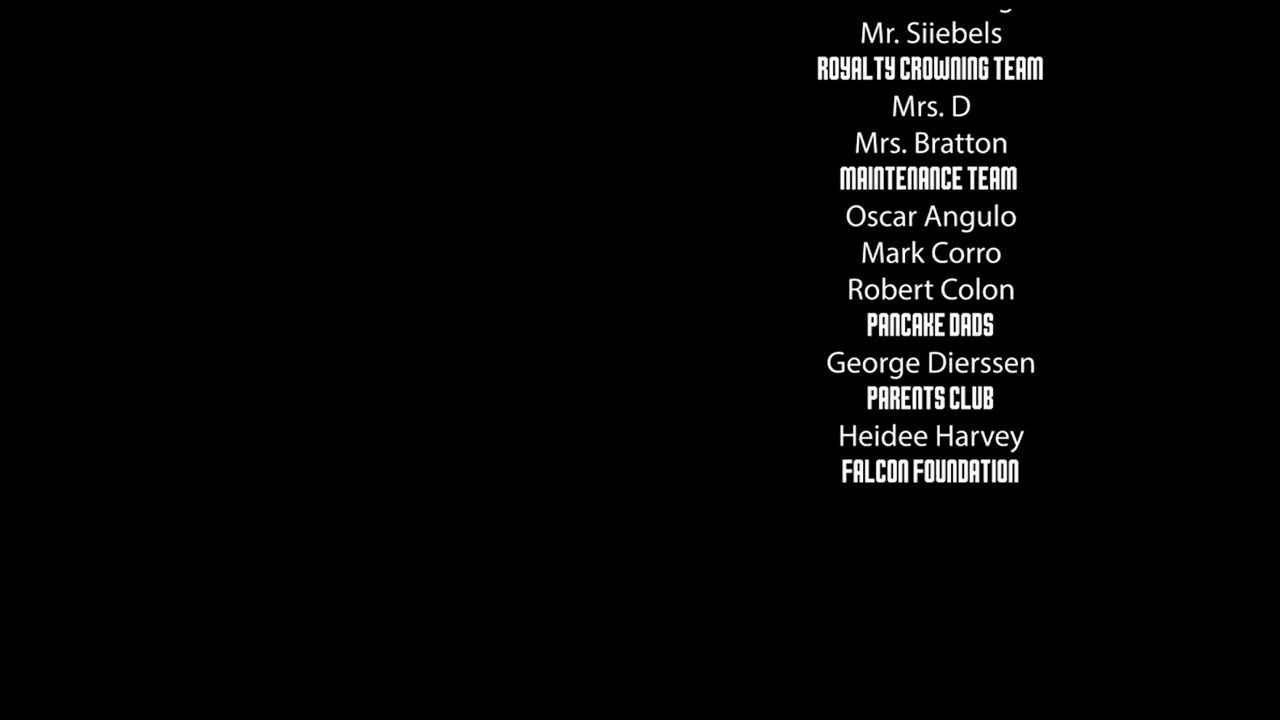 Mr. Siiebels
ROYALTY CROWNING TEAM
Mrs. D
Mrs. Bratton
MAINTENANCE TEAM
Oscar Angulo
Mark Corro
Robert Colon
PANCAKE DADS
George Dierssen
PARENTS CLUB
Heidee Harvey
FALCON FOUNDATION